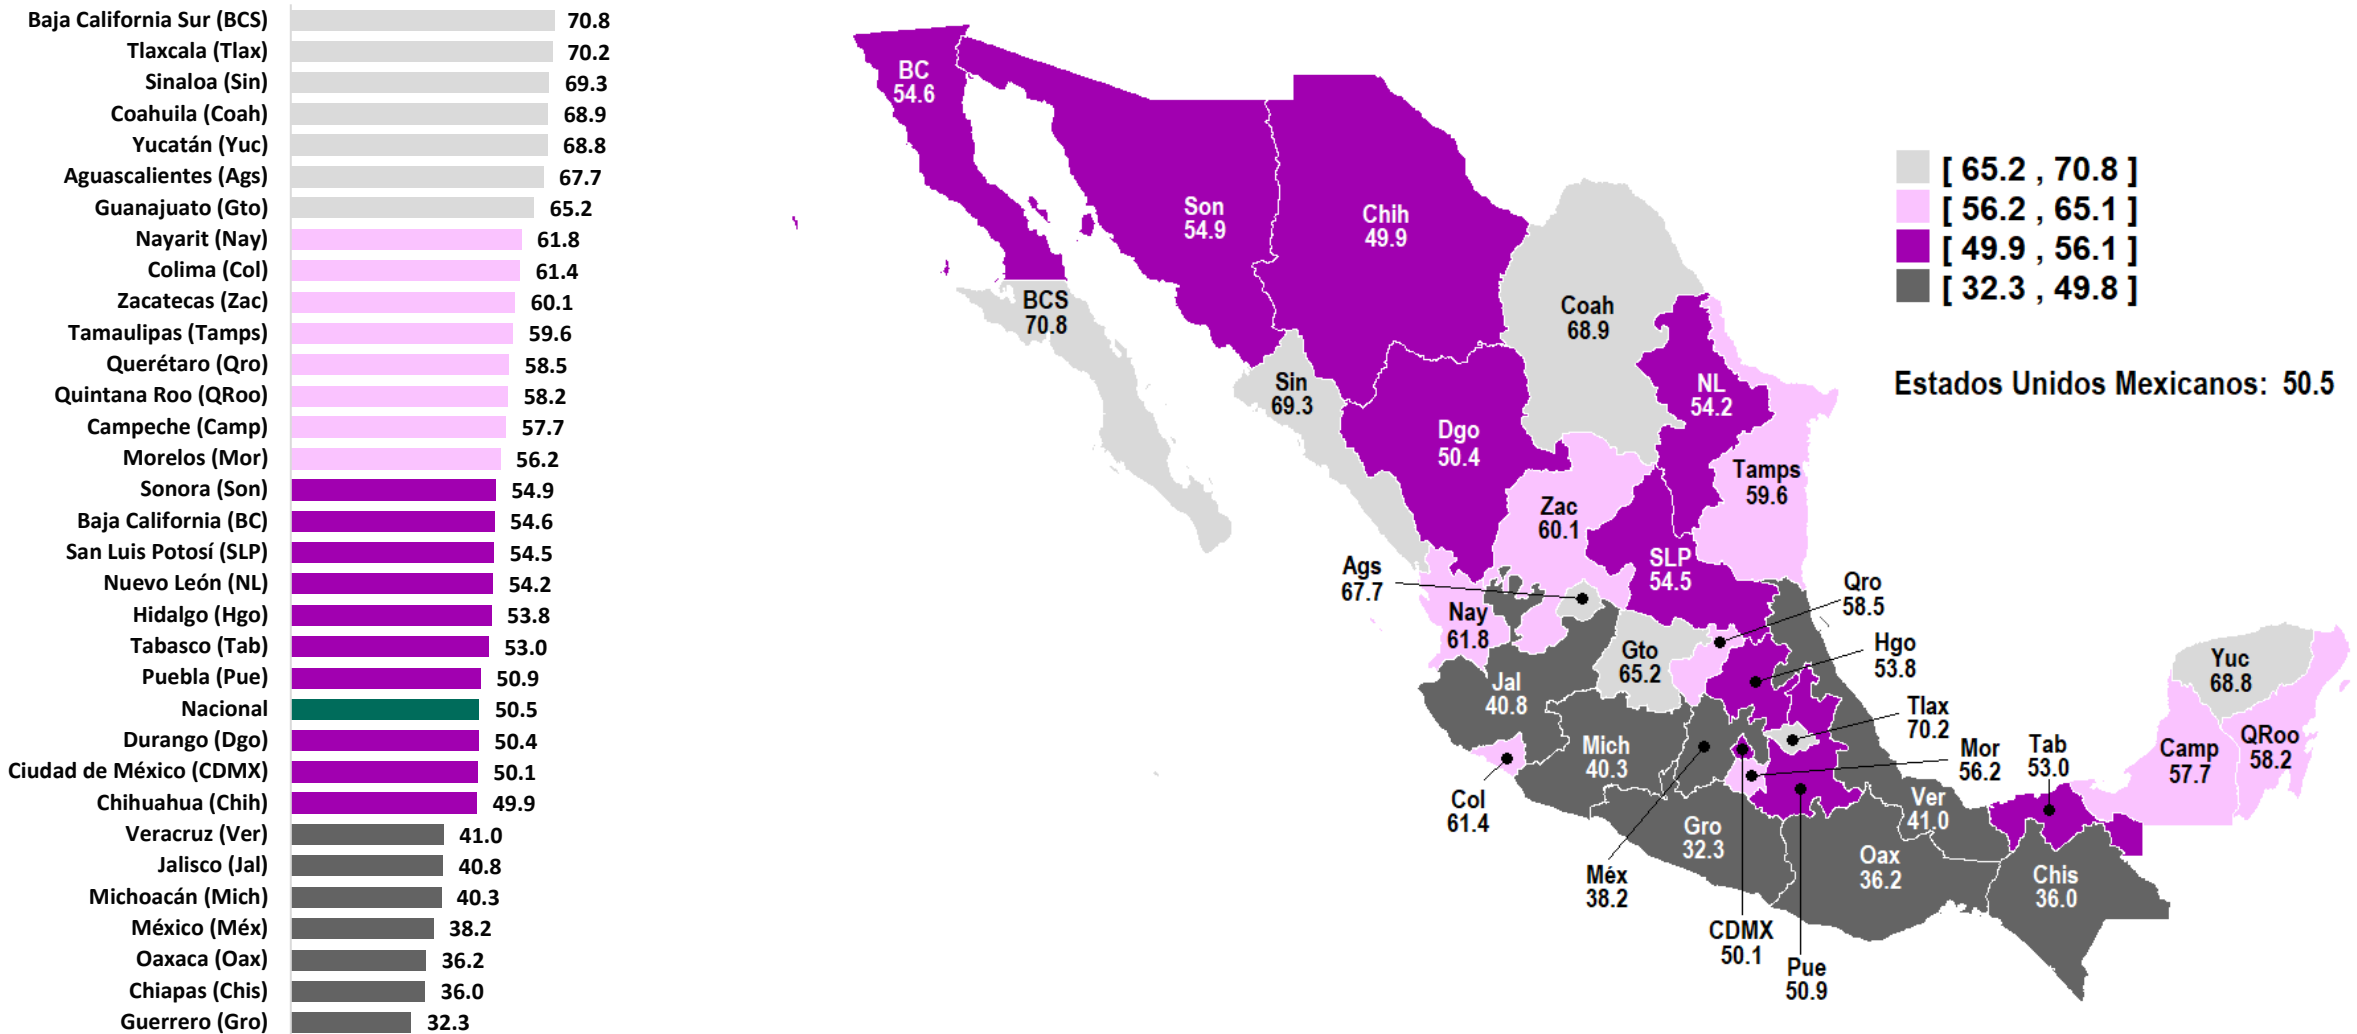 Baja California Sur (BCS) 70.8
Tlaxcala (Tlax) 70.2
Sinaloa (Sin) 69.3
Coahuila (Coah) 68.9
Yucatán (Yuc) 68.8
Aguascalientes (Ags) 67.7
Guanajuato (Gto) 65.2
Nayarit (Nay) 61.8
Colima (Col) 61.4
Zacatecas (Zac) 60.1
Tamaulipas (Tamps) 59.6
Querétaro (Qro) 58.5
Quintana Roo (QRoo) 58.2
Campeche (Camp) 57.7
Morelos (Mor) 56.2
Sonora (Son) 54.9
Baja California (BC) 54.6
San Luis Potosí (SLP) 54.5
Nuevo León (NL) 54.2
Hidalgo (Hgo) 53.8
Tabasco (Tab) 53.0
Puebla (Pue) 50.9
Nacional 50.5
Durango (Dgo) 50.4
Ciudad de México (CDMX) 50.1
Chihuahua (Chih) 49.9
Veracruz (Ver) 41.0
Jalisco (Jal) 40.8
Michoacán (Mich) 40.3
México (Méx) 38.2
Oaxaca (Oax) 36.2
Chiapas (Chis) 36.0
Guerrero (Gro) 32.3
BC
54.6
Son
54.9
Chih
49.9
BCS
70.8
Coah
68.9
Sin
69.3
NL
54.2
Dgo
50.4
Tamps
59.6
Zac
60.1
SLP
54.5
Ags
67.7
Qro
58.5
Nay
61.8
Gto
65.2
Hgo
53.8
Yuc
68.8
Jal
40.8
Tlax
70.2
Mich
40.3
Mor
56.2
Tab
53.0
Camp
57.7
QRoo
58.2
Col
61.4
Ver
41.0
Gro
32.3
Méx
38.2
Oax
36.2
Chis
36.0
CDMX
50.1
Pue
50.9
[ 65.2 , 70.8 ]
[ 56.2 , 65.1 ]
[ 49.9 , 56.1 ]
[ 32.3 , 49.8 ]
Estados Unidos Mexicanos: 50.5